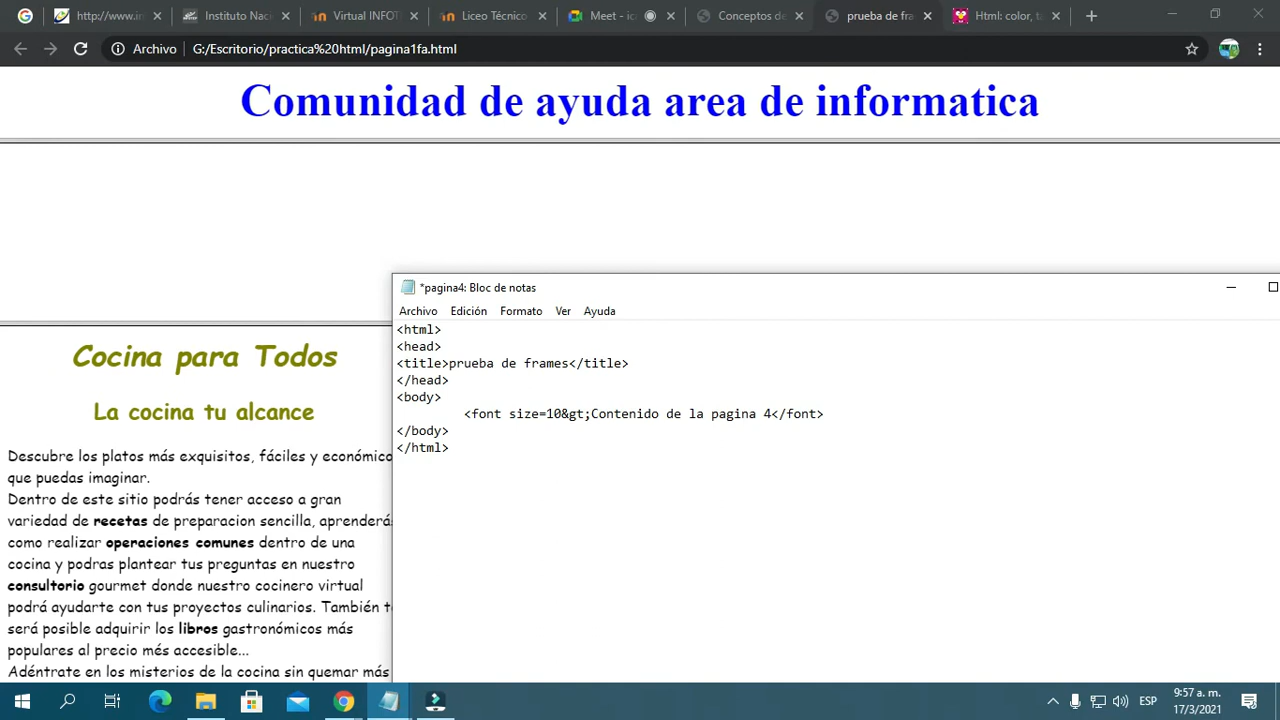 http://www.in
Instituto Nac
Virtual INFOT
Liceo Técnico
Meet - ic
Conceptos de
prueba de fra
Html: color, ta
Archivo
G:/Escritorio/practica%20html/pagina1fa.html
Comunidad de ayuda area de informatica
*pagina4: Bloc de notas
Archivo Edición Formato Ver Ayuda
<html>
<head>
<title>prueba de frames</title>
</head>
<body>
<font size=10&gt;Contenido de la pagina 4</font>
</body>
</html>
Cocina para Todos
La cocina tu alcance
Descubre los platos más exquisitos, fáciles y económico
que puedas imaginar.
Dentro de este sitio podrás tener acceso a gran
variedad de recetas de preparacion sencilla, aprenderás
como realizar operaciones comunes dentro de una
cocina y podras plantear tus preguntas en nuestro
consultorio gourmet donde nuestro cocinero virtual
podrá ayudarte con tus proyectos culinarios. También t
será posible adquirir los libros gastronómicos más
populares al precio més accesible...
Adéntrate en los misterios de la cocina sin quemar más
ESP
9:57 a. m.
17/3/2021